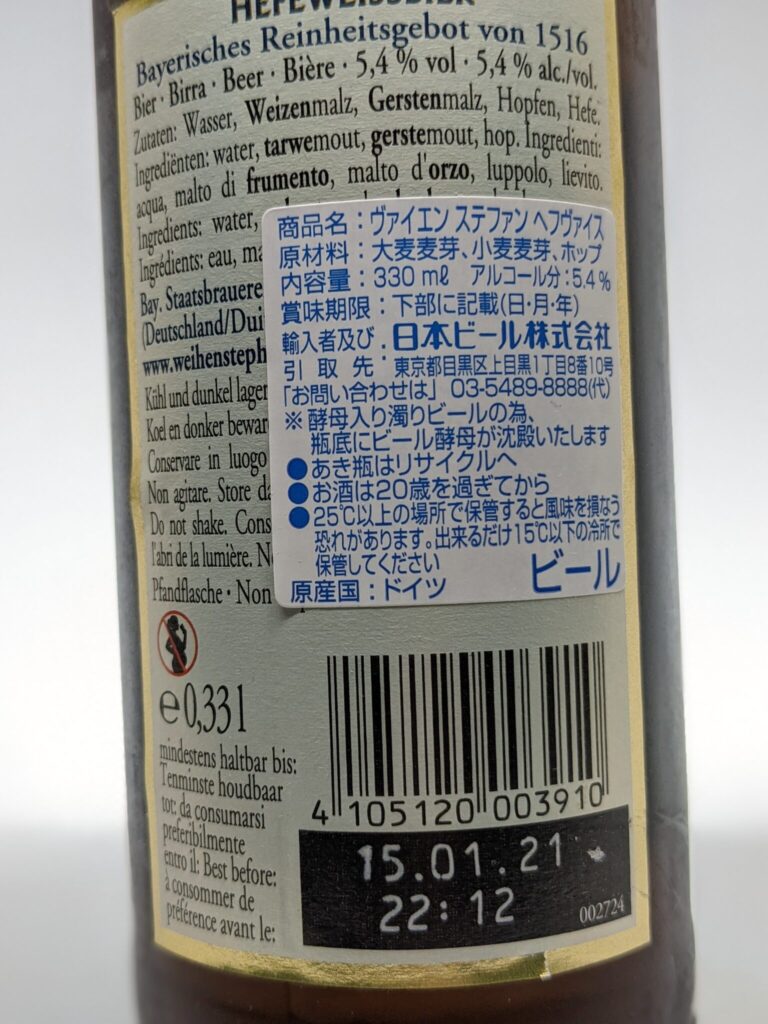 HEFEWEISSBIER
Bayerisches Reinheitsgebot von 1516
Bier · Birra · Beer · Bière · 5,4 % vol · 5,4 % alc./vol.
Zutaten: Wasser, Weizenmalz, Gerstenmalz, Hopfen, Hefe.
Ingrediënten: water, tarwemout, gerstemout, hop. Ingredienti:
acqua, malto di frumento, malto d'orzo, luppolo, lievito.
Ingredients: water,
Ingrédients: eau, ma
Bay. Staatsbrauere
(Deutschland/Dui
www.weihensteph
Kühl und dunkel lager
Koel en donker bewar
Conservare in luogo
Non agitare. Store da
Do not shake. Cons
l'abri de la lumière. N
Pfandflasche · Non
商品名：ヴァイエン ステファン ヘフヴァイス
原材料：大麦麦芽、小麦麦芽、ホップ
内容量：330 mℓ アルコール分：5.4%
賞味期限：下部に記載(日・月・年)
輸入者及び．日本ビール株式会社
引取先：東京都目黒区上目黒1丁目8番10号
「お問い合わせは」 03-5489-8888(代)
※酵母入り濁りビールの為、
瓶底にビール酵母が沈殿いたします
●あき瓶はリサイクルへ
●お酒は20歳を過ぎてから
●25℃以上の場所で保管すると風味を損なう
恐れがあります。出来るだけ15℃以下の冷所で
保管してください
ビール
原産国：ドイツ
e 0,33 l
mindestens haltbar bis:
Tenminste houdbaar
tot: da consumarsi
preferibilmente
entro il: Best before:
à consommer de
préférence avant le:
4 105120 003910
15.01.21
22:12
002724